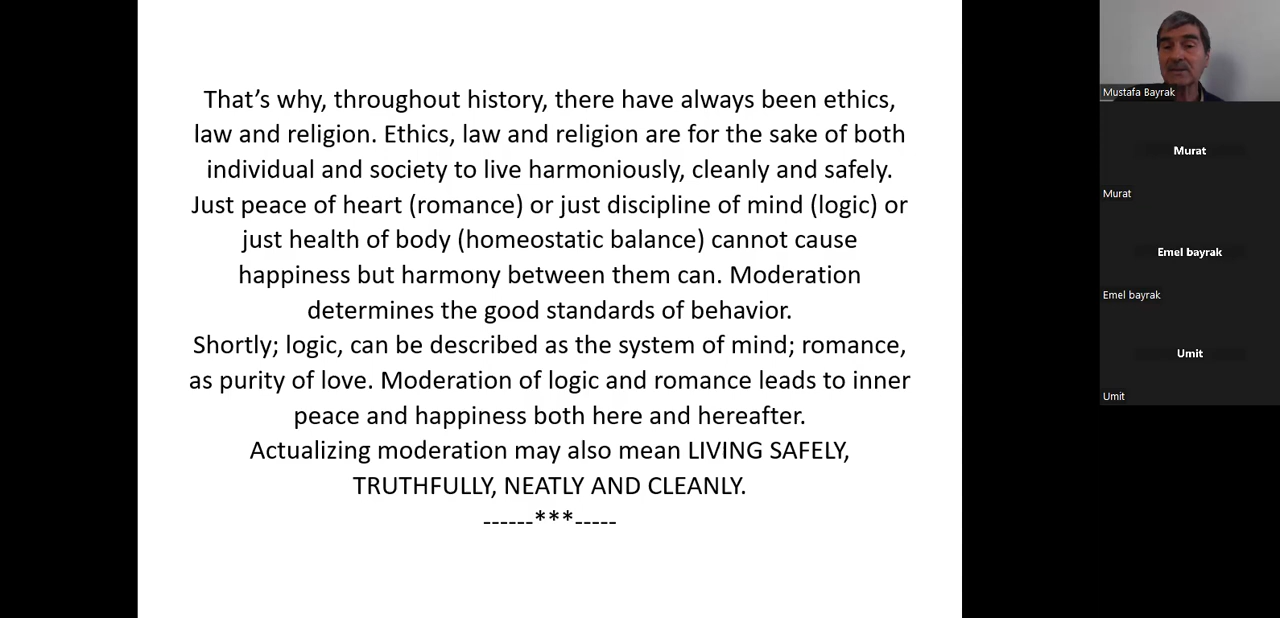 That’s why, throughout history, there have always been ethics,
law and religion. Ethics, law and religion are for the sake of both
individual and society to live harmoniously, cleanly and safely.
Just peace of heart (romance) or just discipline of mind (logic) or
just health of body (homeostatic balance) cannot cause
happiness but harmony between them can. Moderation
determines the good standards of behavior.
Shortly; logic, can be described as the system of mind; romance,
as purity of love. Moderation of logic and romance leads to inner
peace and happiness both here and hereafter.
Actualizing moderation may also mean LIVING SAFELY,
TRUTHFULLY, NEATLY AND CLEANLY.
------***-----
Mustafa Bayrak
Murat
Murat
Emel bayrak
Emel bayrak
Umit
Umit